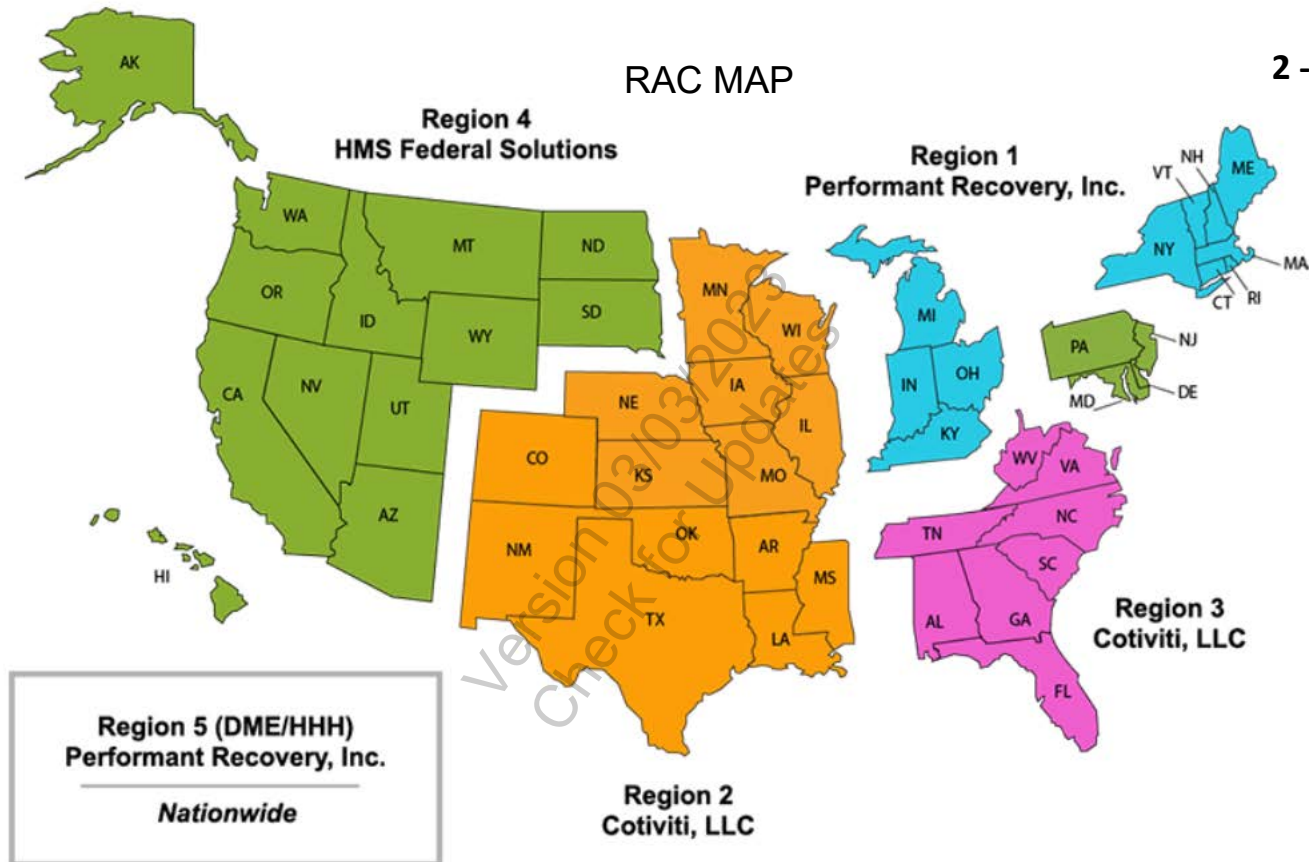 RAC MAP
2 -
Region 4
HMS Federal Solutions
Region 1
Performant Recovery, Inc.
AK
WA
MT
ND
OR
ID
WY
SD
CA
NV
UT
AZ
HI
MN
WI
IA
NE
IL
CO
KS
MO
NM
OK
AR
MS
TX
LA
MI
IN
OH
KY
VT
NH
ME
NY
MA
CT
RI
PA
NJ
MD
DE
WV
VA
TN
NC
SC
AL
GA
FL
Region 3
Cotiviti, LLC
Version 03/03/2023
Check for Updates
Region 5 (DME/HHH)
Performant Recovery, Inc.
Nationwide
Region 2
Cotiviti, LLC